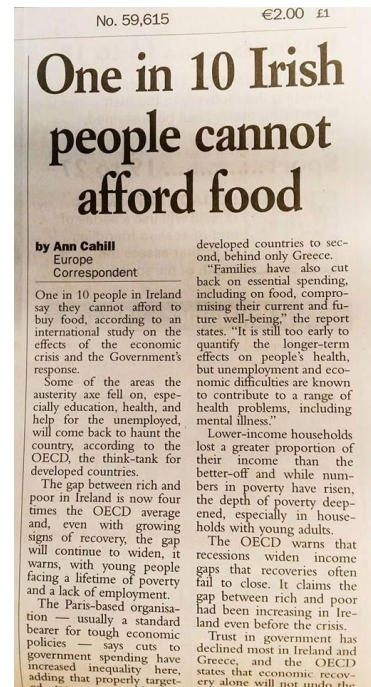 No. 59,615
€2.00 £1
One in 10 Irish
people cannot
afford food
by Ann Cahill
Europe
Correspondent
One in 10 people in Ireland
say they cannot afford to
buy food, according to an
international study on the
effects of the economic
crisis and the Government's
response.
Some of the areas the
austerity axe fell on, espe-
cially education, health, and
help for the unemployed,
will come back to haunt the
country, according to the
OECD, the think-tank for
developed countries.
The gap between rich and
poor in Ireland is now four
times the OECD average
and, even with growing
signs of recovery, the gap
will continue to widen, it
warns, with young people
facing a lifetime of poverty
and a lack of employment.
The Paris-based organisa-
tion — usually a standard
bearer for tough economic
policies — says cuts to
government spending have
increased inequality here,
adding that properly target-
developed countries to sec-
ond, behind only Greece.
"Families have also cut
back on essential spending,
including on food, compro-
mising their current and fu-
ture well-being," the report
states. "It is still too early to
quantify the longer-term
effects on people's health,
but unemployment and eco-
nomic difficulties are known
to contribute to a range of
health problems, including
mental illness."
Lower-income households
lost a greater proportion of
their income than the
better-off and while num-
bers in poverty have risen,
the depth of poverty deep-
ened, especially in house-
holds with young adults.
The OECD warns that
recessions widen income
gaps that recoveries often
fail to close. It claims the
gap between rich and poor
had been increasing in Ire-
land even before the crisis.
Trust in government has
declined most in Ireland and
Greece, and the OECD
states that economic recov-
ery alone will not undo the